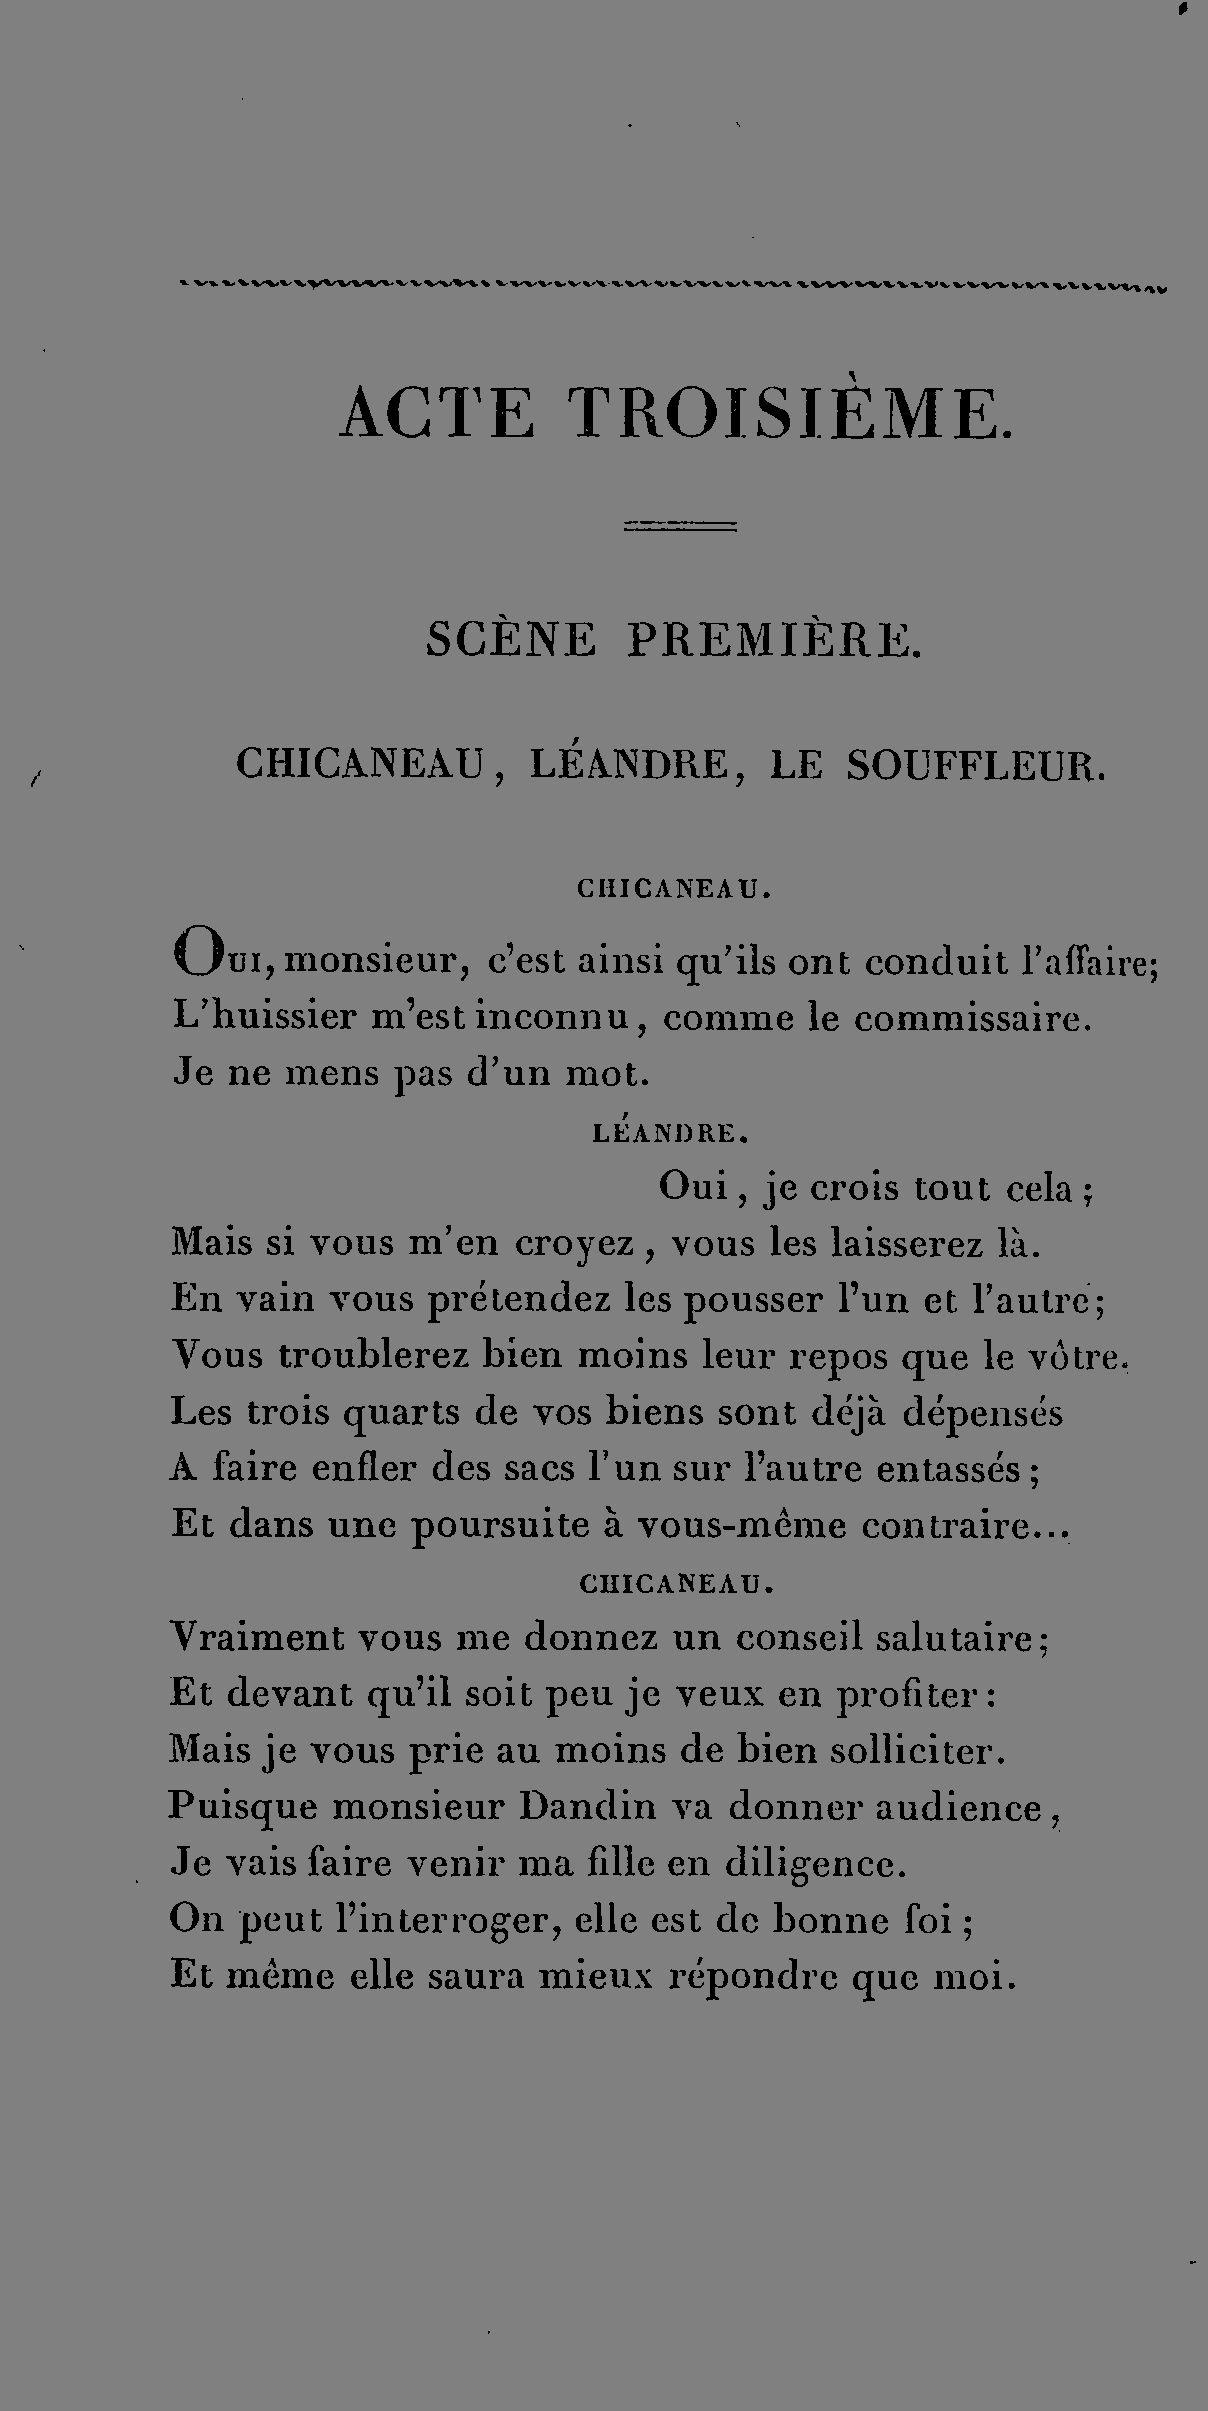 ACTE TROISIÈME.
SCÈNE PREMIÈRE.
CHICANEAU, LÉANDRE, LE SOUFFLEUR.
CHICANEAU.
OUI, monsieur, c'est ainsi qu'ils ont conduit l'affaire;
L'huissier m'est inconnu, comme le commissaire.
Je ne mens pas d'un mot.
LÉANDRE.
Oui, je crois tout cela;
Mais si vous m'en croyez, vous les laisserez là.
En vain vous prétendez les pousser l'un et l'autre;
Vous troublerez bien moins leur repos que le vôtre.
Les trois quarts de vos biens sont déjà dépensés
A faire enfler des sacs l'un sur l'autre entassés;
Et dans une poursuite à vous-même contraire...
CHICANEAU.
Vraiment vous me donnez un conseil salutaire;
Et devant qu'il soit peu je veux en profiter:
Mais je vous prie au moins de bien solliciter.
Puisque monsieur Dandin va donner audience,
Je vais faire venir ma fille en diligence.
On peut l'interroger, elle est de bonne foi;
Et même elle saura mieux répondre que moi.